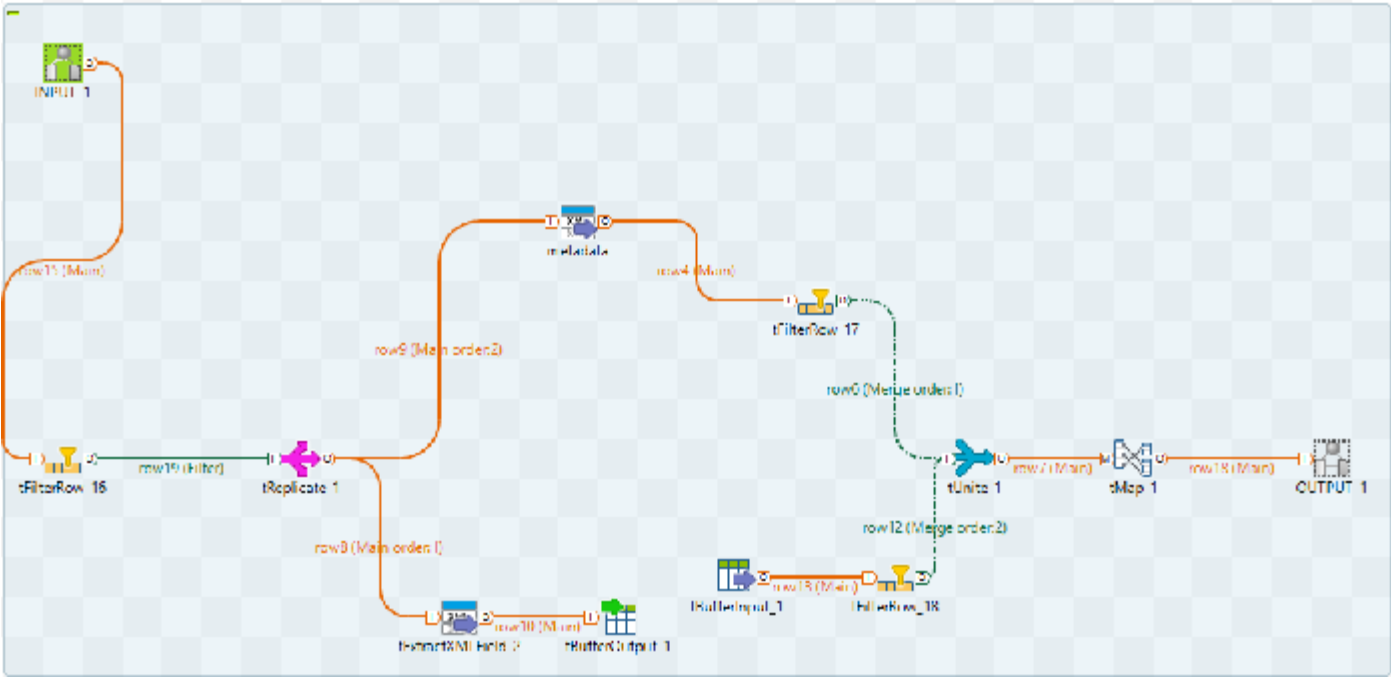 INPUT_1
row15 (Main)
metadata
row4 (Main)
tFilterRow_17
row9 (Main order:2)
row6 (Merge order:1)
row19 (Filter)
row7 (Main)
row18 (Main)
tFilterRow_16
tReplicate_1
tUnite_1
tMap_1
OUTPUT_1
row12 (Merge order:2)
row8 (Main order:1)
row13 (Main)
tBufferInput_1
tFilterRow_18
row10 (Main)
tExtractXMLField_2
tBufferOutput_1